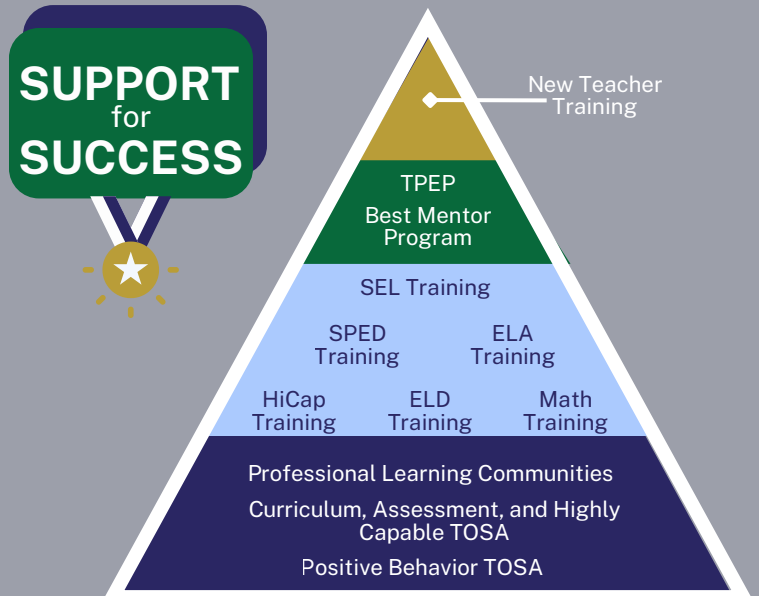 SUPPORT
for
SUCCESS
New Teacher
Training
TPEP
Best Mentor
Program
SEL Training
SPED
Training
ELA
Training
HiCap
Training
ELD
Training
Math
Training
Professional Learning Communities
Curriculum, Assessment, and Highly
Capable TOSA
Positive Behavior TOSA